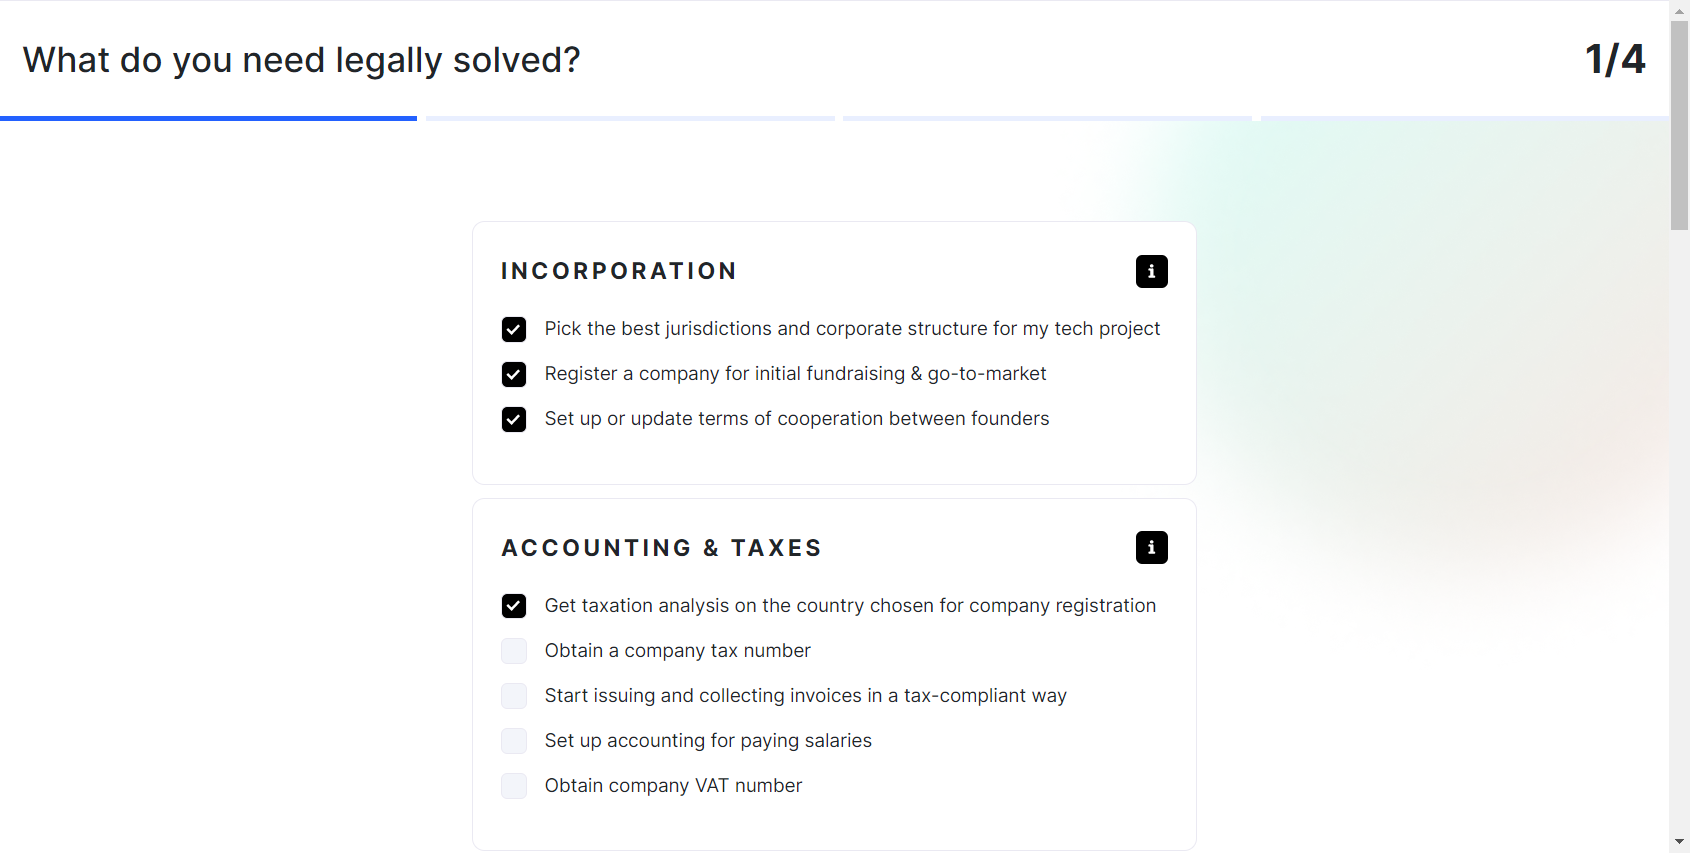 What do you need legally solved?
1/4
INCORPORATION
Pick the best jurisdictions and corporate structure for my tech project
Register a company for initial fundraising & go-to-market
Set up or update terms of cooperation between founders
ACCOUNTING & TAXES
Get taxation analysis on the country chosen for company registration
Obtain a company tax number
Start issuing and collecting invoices in a tax-compliant way
Set up accounting for paying salaries
Obtain company VAT number